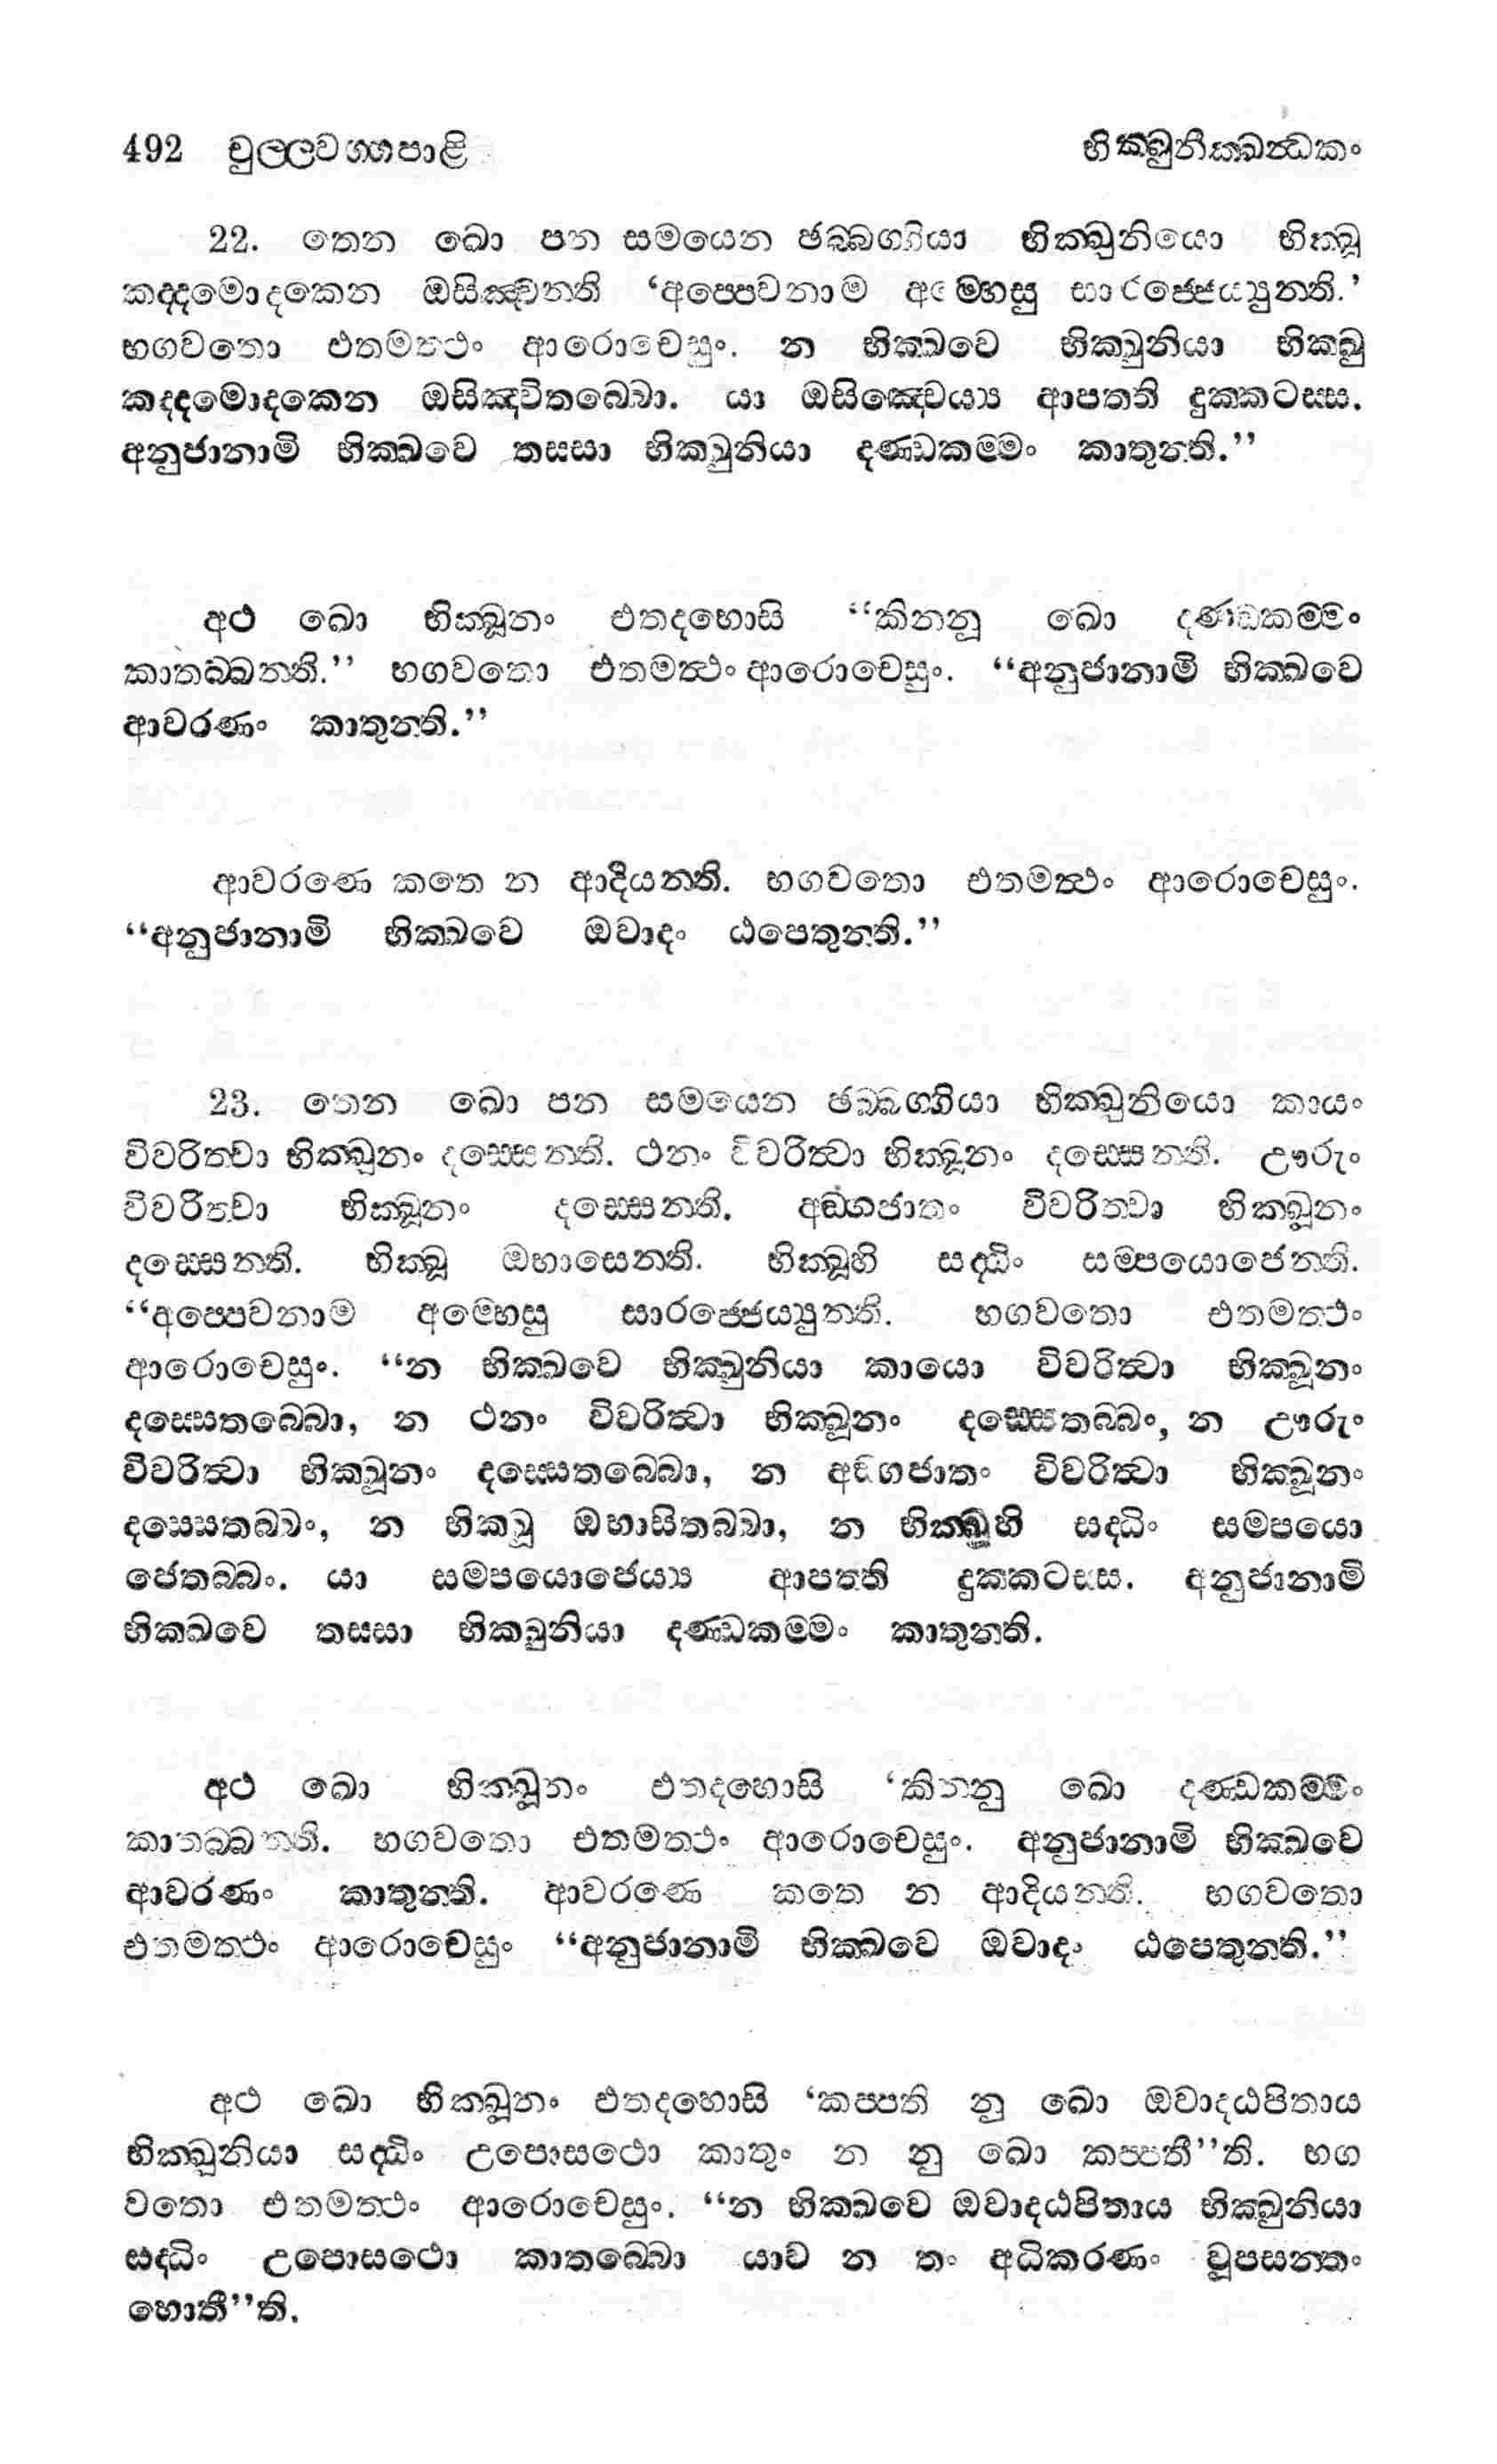 492 චුල්ලවග්ගපාළි භික්ඛුනීක්ඛන්ධකං
22. තෙන ඛො පන සමයෙන ඡබ්බග්ගියා භික්ඛුනියො භික්ඛූ
කද්දමොදකෙන ඔසිඤ්චන්ති ‘අප්පෙවනාම අම්හෙසු සාරජ්ජෙය්‍යුන්ති.’
භගවතො එතමත්ථං ආරොචෙසුං. න භික්ඛවෙ භික්ඛුනියා භික්ඛු
කද්දමොදකෙන ඔසිඤ්චිතබ්බො. යා ඔසිඤ්චෙය්‍ය ආපත්ති දුක්කටස්ස.
අනුජානාමි භික්ඛවෙ තස්සා භික්ඛුනියා දණ්ඩකම්මං කාතුන්ති.’’
අථ ඛො භික්ඛූනං එතදහොසි ‘‘කින්නූ ඛො දණ්ඩකම්මං
කාතබ්බන්ති.’’ භගවතො එතමත්ථං ආරොචෙසුං. ‘‘අනුජානාමි භික්ඛවෙ
ආවරණං කාතුන්ති.’’
ආවරණෙ කතෙ න ආදියන්ති. භගවතො එතමත්ථං ආරොචෙසුං.
‘‘අනුජානාමි භික්ඛවෙ ඔවාදං ඨපෙතුන්ති.’’
23. තෙන ඛො පන සමයෙන ඡබ්බග්ගියා භික්ඛුනියො කායං
විවරිත්වා භික්ඛූනං දස්සෙන්ති. ථනං විවරිත්වා භික්ඛූනං දස්සෙන්ති. ඌරුං
විවරිත්වා භික්ඛූනං දස්සෙන්ති. අඞ්ගජාතං විවරිත්වා භික්ඛූනං
දස්සෙන්ති. භික්ඛූ ඔභාසෙන්ති. භික්ඛූහි සද්ධිං සම්පයොජෙන්ති.
‘‘අප්පෙවනාම අම්හෙසු සාරජ්ජෙය්‍යුන්ති. භගවතො එතමත්ථං
ආරොචෙසුං. ‘‘න භික්ඛවෙ භික්ඛුනියා කායො විවරිත්වා භික්ඛූනං
දස්සෙතබ්බො, න ථනං විවරිත්වා භික්ඛූනං දස්සෙතබ්බං, න ඌරුං
විවරිත්වා භික්ඛූනං දස්සෙතබ්බො, න අඞ්ගජාතං විවරිත්වා භික්ඛූනං
දස්සෙතබ්බං, න භික්ඛූ ඔභාසිතබ්බා, න භික්ඛූහි සද්ධිං සම්පයො
ජෙතබ්බං. යා සම්පයොජෙය්‍ය ආපත්ති දුක්කටස්ස. අනුජානාමි
භික්ඛවෙ තස්සා භික්ඛුනියා දණ්ඩකම්මං කාතුන්ති.
අථ ඛො භික්ඛූනං එතදහොසි ‘කින්නු ඛො දණ්ඩකම්මං
කාතබ්බන්ති. භගවතො එතමත්ථං ආරොචෙසුං. අනුජානාමි භික්ඛවෙ
ආවරණං කාතුන්ති. ආවරණෙ කතෙ න ආදියන්ති. භගවතො
එතමත්ථං ආරොචෙසුං ‘‘අනුජානාමි භික්ඛවෙ ඔවාදං ඨපෙතුන්ති.’’
අථ ඛො භික්ඛූනං එතදහොසි ‘කප්පති නු ඛො ඔවාදඨපිතාය
භික්ඛූනියා සද්ධිං උපොසථො කාතුං න නු ඛො කප්පතී’’ති. භග
වතො එතමත්ථං ආරොචෙසුං. ‘‘න භික්ඛවෙ ඔවාදඨපිතාය භික්ඛුනියා
සද්ධිං උපොසථො කාතබ්බො යාව න තං අධිකරණං වූපසන්තං
හොතී’’ති.